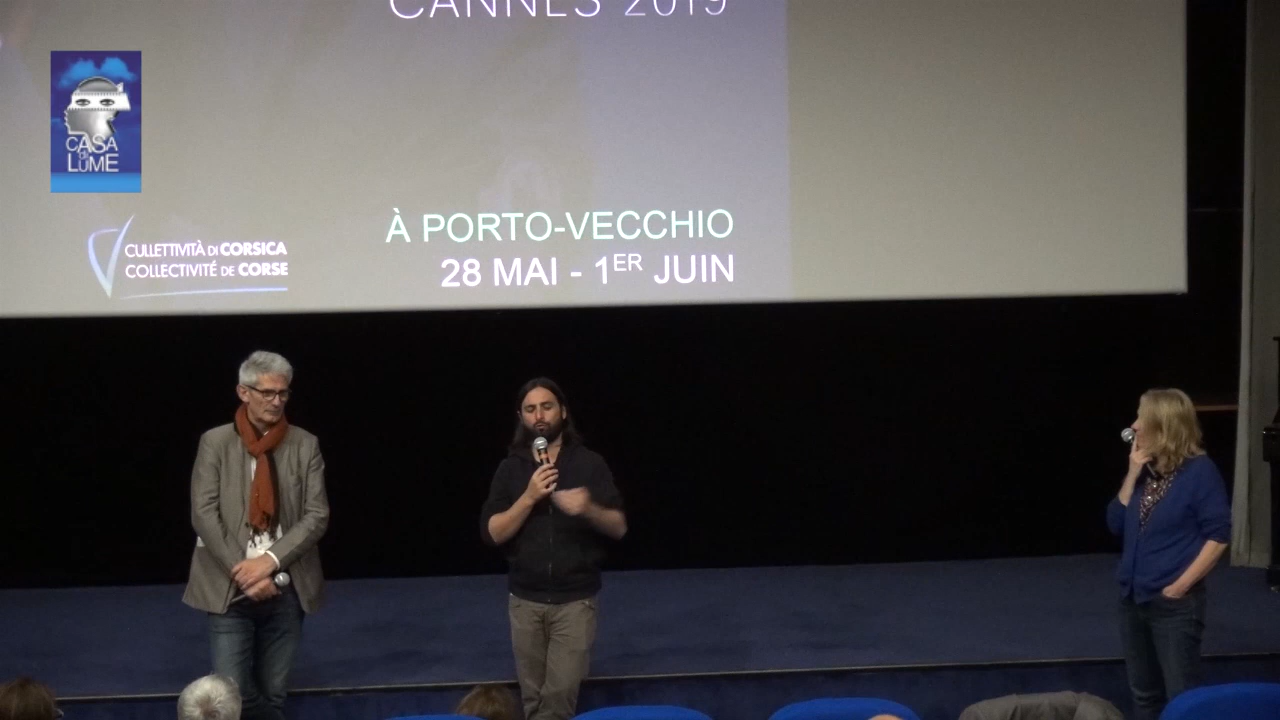 CANNES 2019
CASA
di
LUME
CULLETTIVITÀ DI CORSICA
COLLECTIVITÉ DE CORSE
À PORTO-VECCHIO
28 MAI - 1ER JUIN